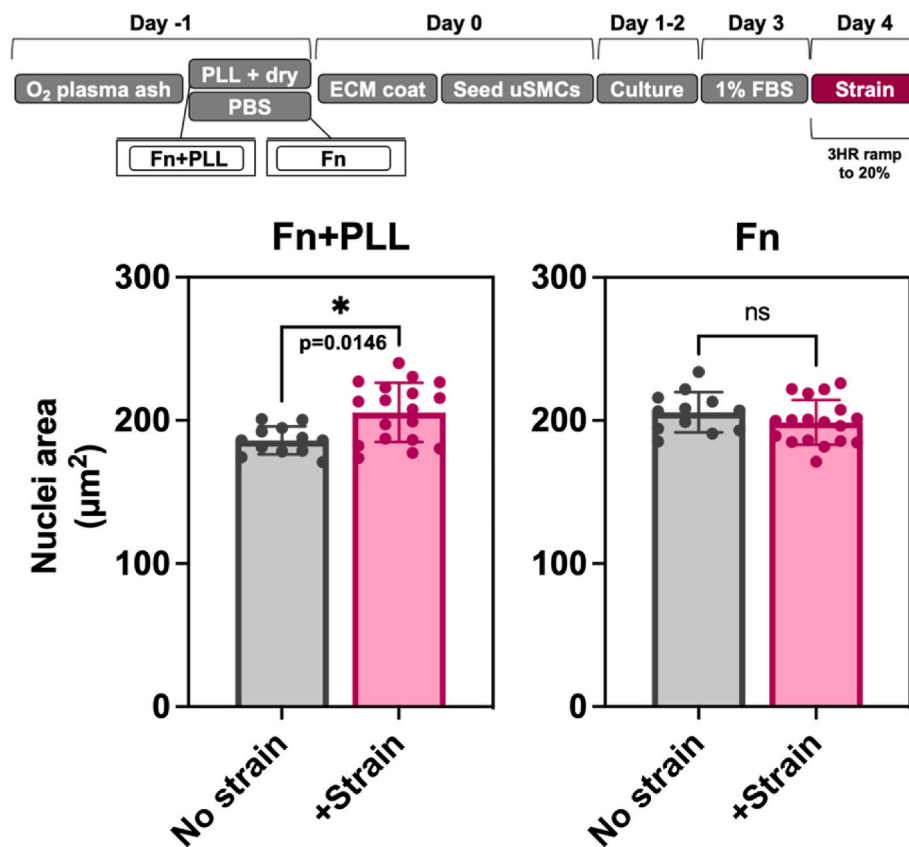 Day -1 Day 0 Day 1-2 Day 3 Day 4
O₂ plasma ash PLL + dry ECM coat Seed uSMCs Culture 1% FBS Strain
PBS
Fn+PLL Fn
3HR ramp
to 20%
Fn+PLL Fn
Nuclei area
(μm²)
300
200
100
0
*
p=0.0146
No strain
+Strain
300
200
100
0
ns
No strain
+Strain